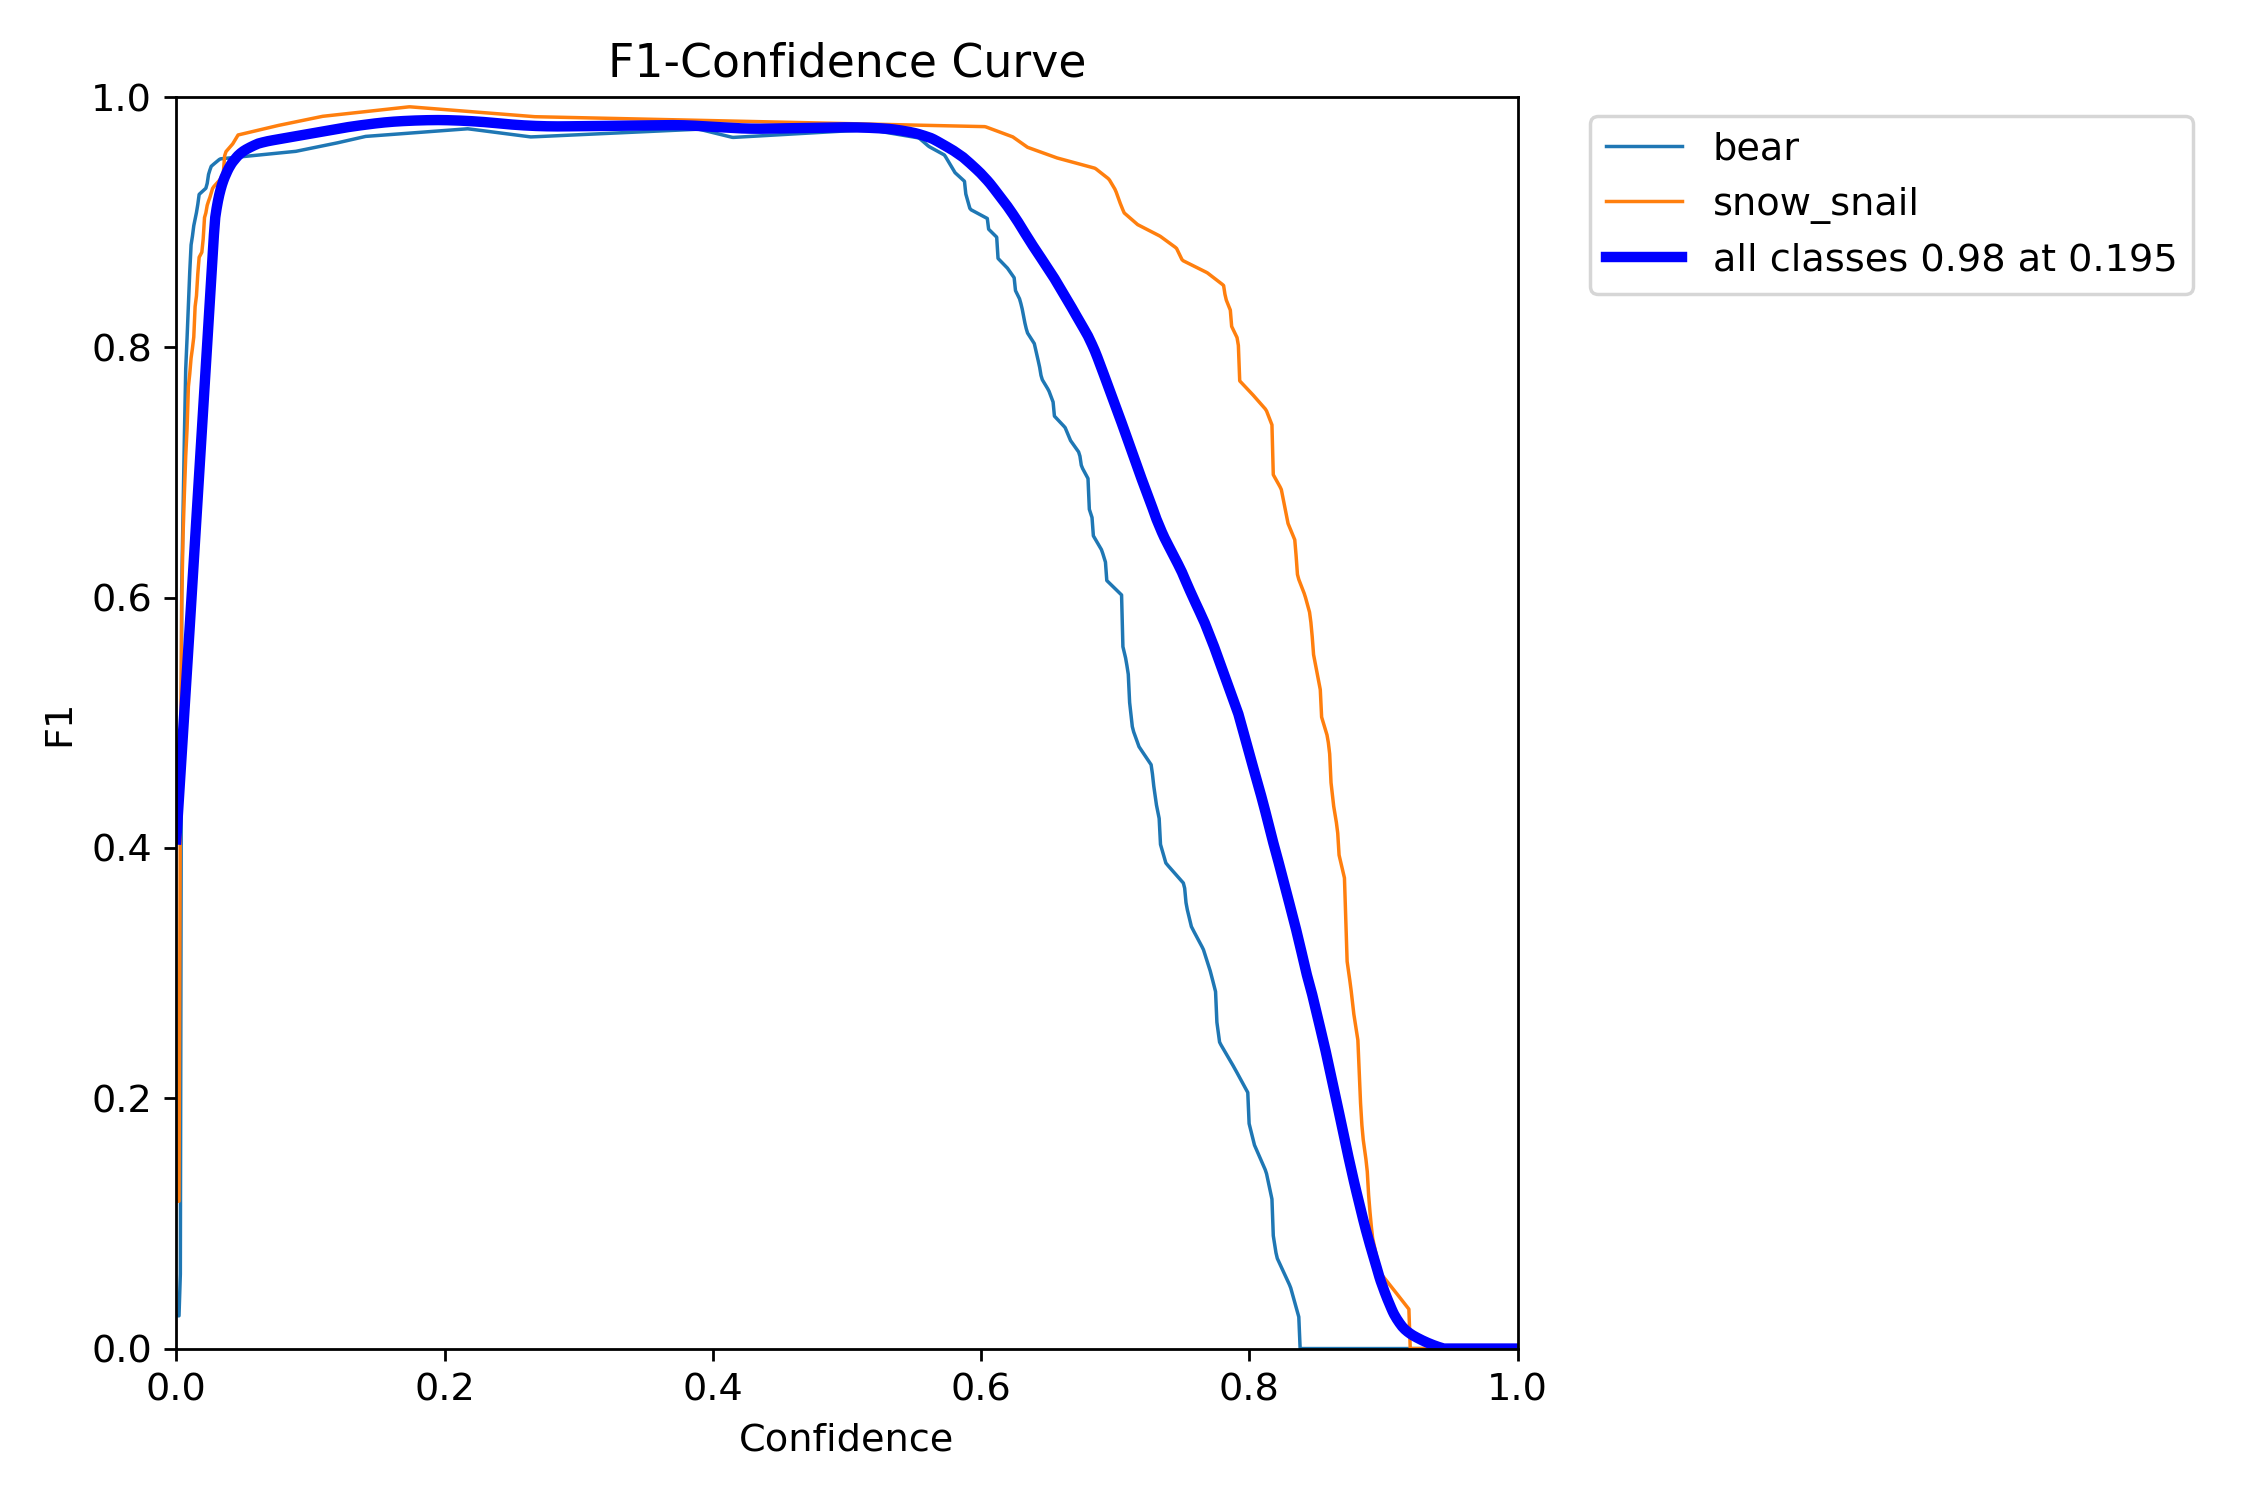 F1-Confidence Curve
bear
snow_snail
all classes 0.98 at 0.195
1.0
0.8
0.6
0.4
0.2
0.0
F1
0.0 0.2 0.4 0.6 0.8 1.0
Confidence